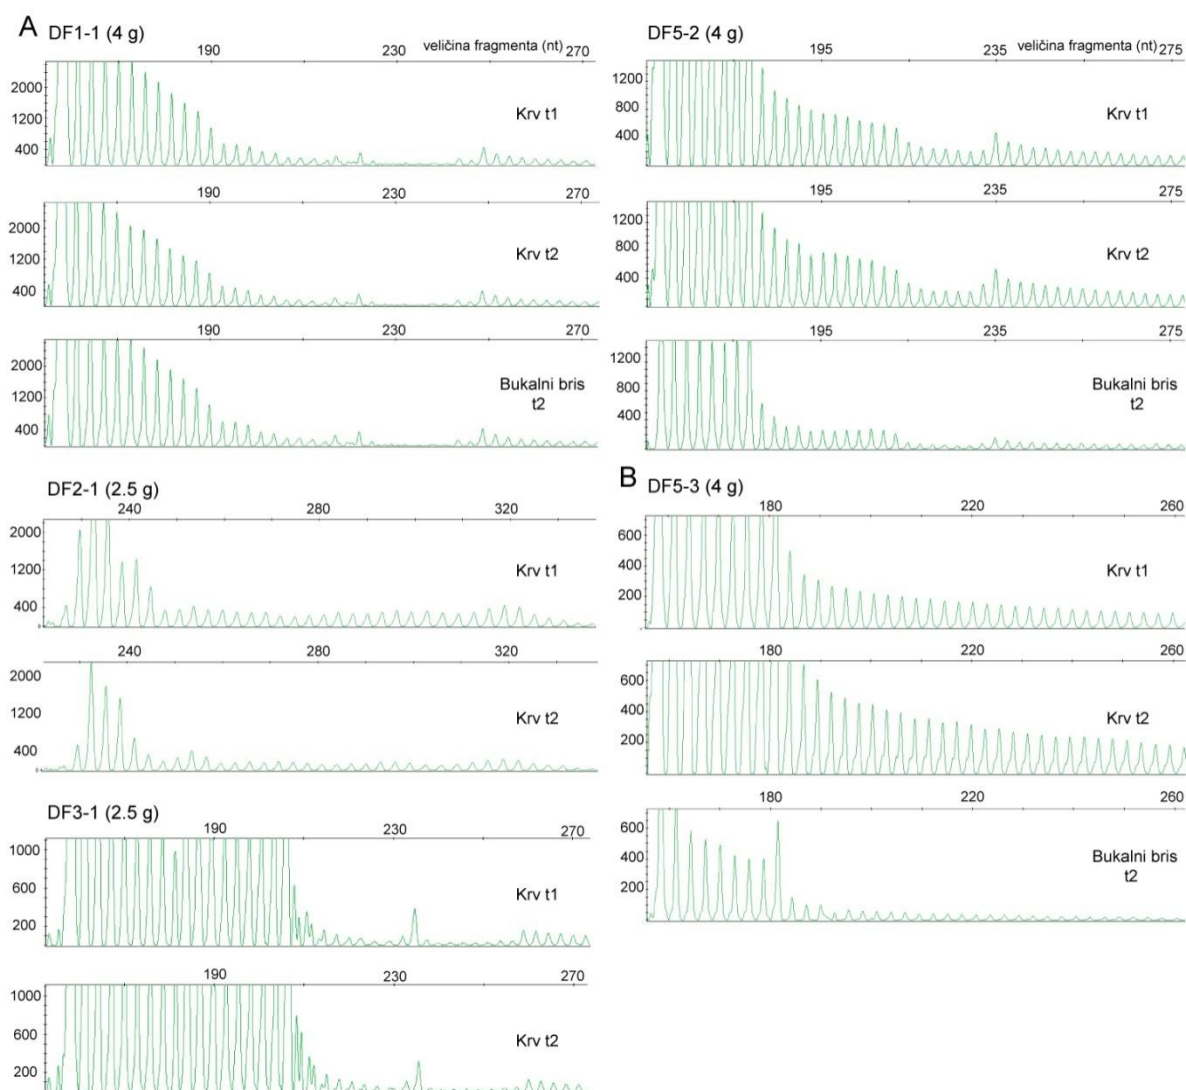 A
DF1-1 (4 g)
190 230 veličina fragmenta (nt) 270
2000
1200
400
Krv t1
190 230 270
2000
1200
400
Krv t2
190 230 270
2000
1200
400
Bukalni bris
t2
DF2-1 (2.5 g)
240 280 320
2000
1200
400
Krv t1
240 280 320
2000
1200
400
Krv t2
DF3-1 (2.5 g)
190 230 270
1000
600
200
Krv t1
190 230 270
1000
600
200
Krv t2
DF5-2 (4 g)
195 235 veličina fragmenta (nt) 275
1200
800
400
Krv t1
195 235 275
1200
800
400
Krv t2
195 235 275
1200
800
400
Bukalni bris
t2
B
DF5-3 (4 g)
180 220 260
600
400
200
Krv t1
180 220 260
600
400
200
Krv t2
180 220 260
600
400
200
Bukalni bris
t2